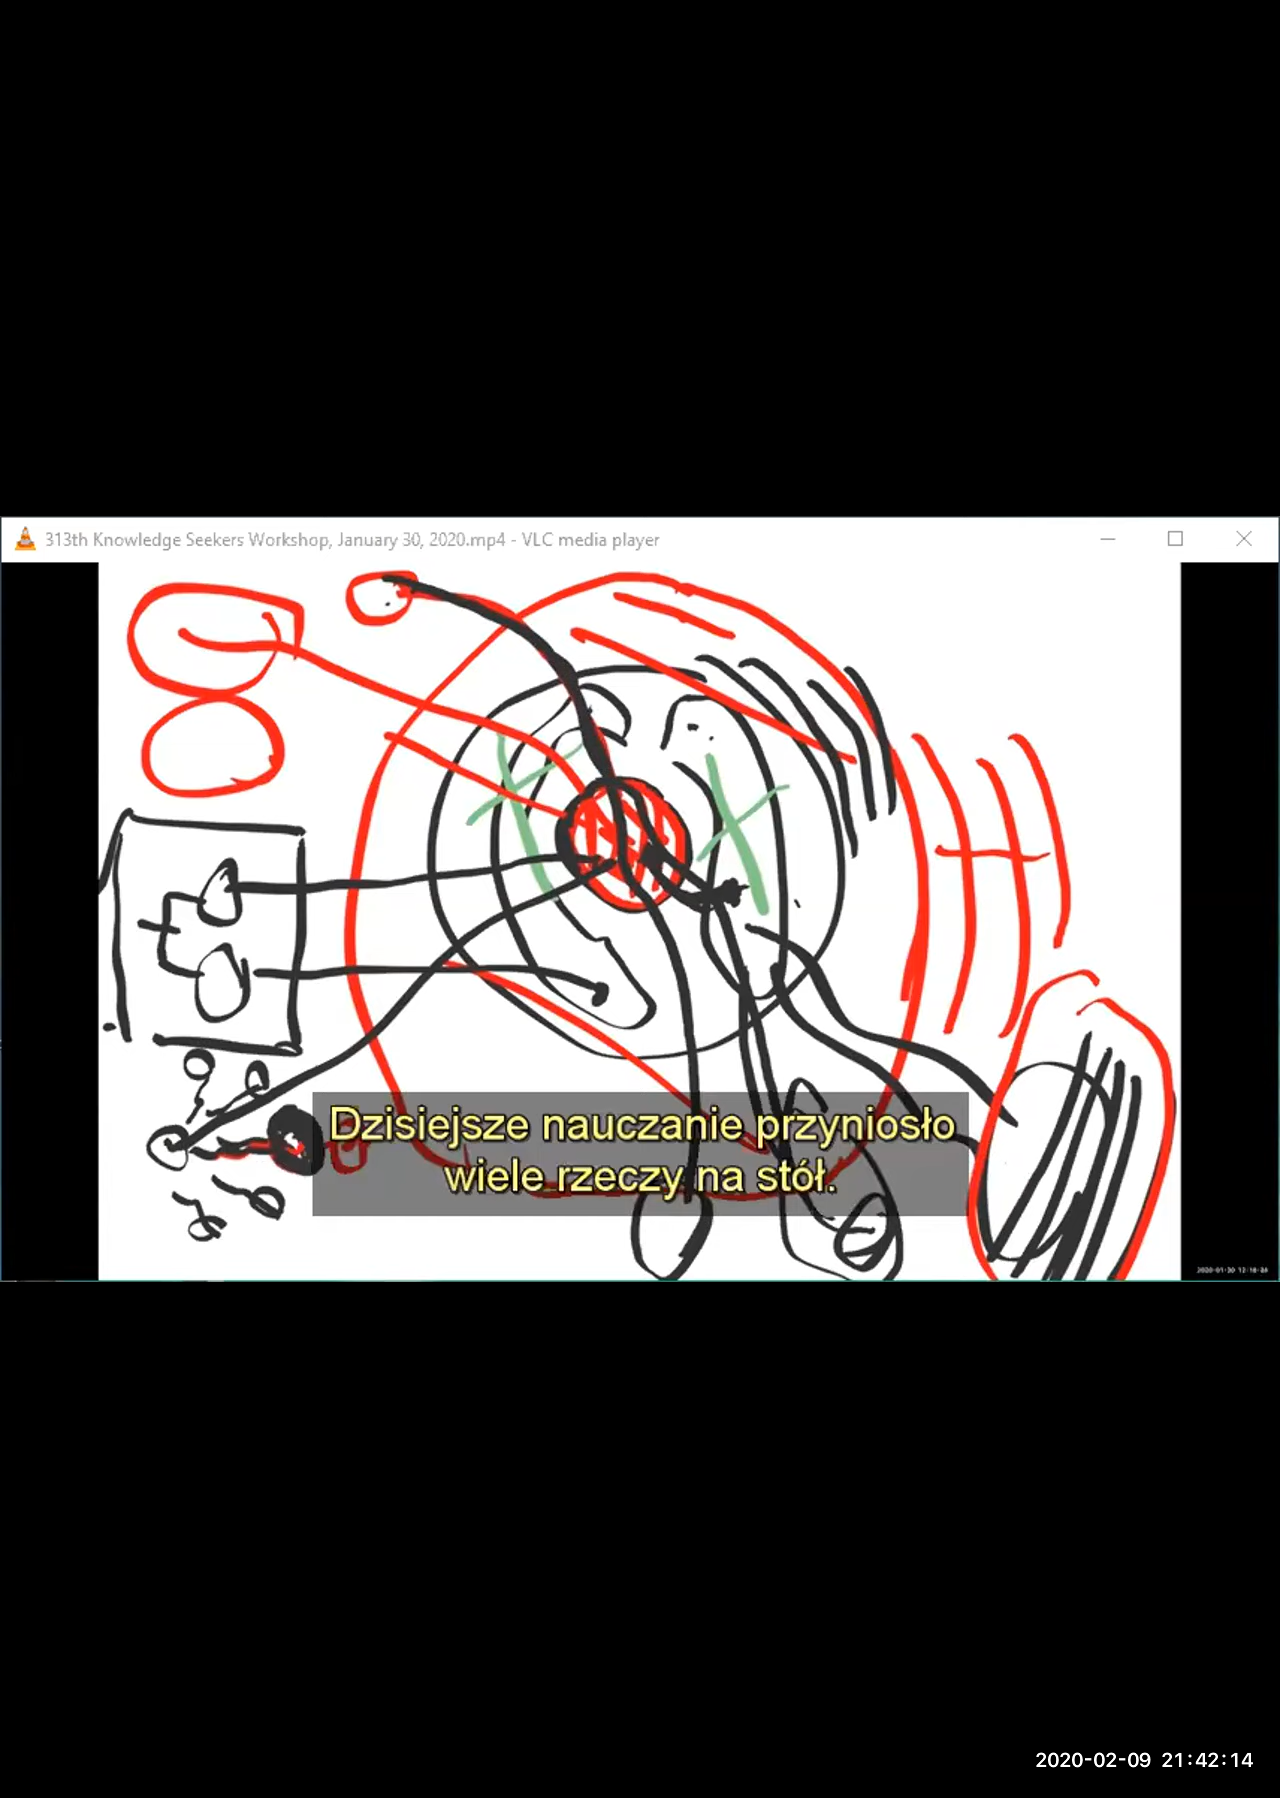 313th Knowledge Seekers Workshop, January 30, 2020.mp4 - VLC media player
Dzisiejsze nauczanie przyniosło
wiele rzeczy na stół.
2020-02-09 21:42:14